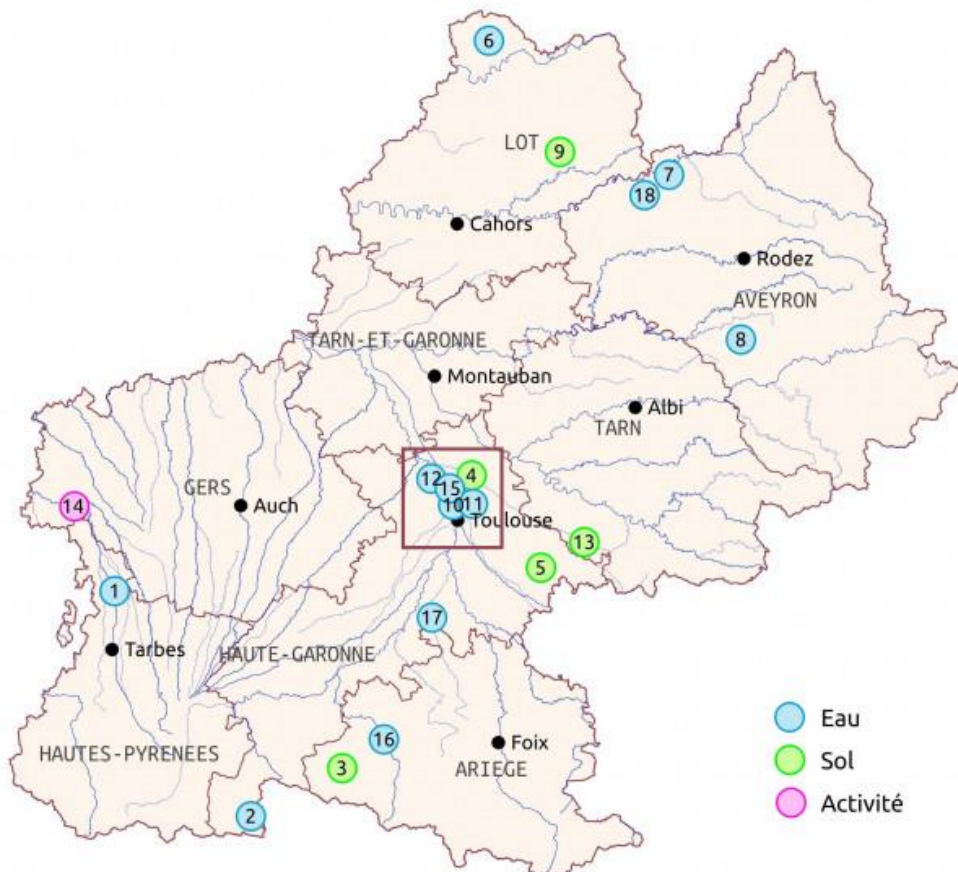 6
LOT
9
7
18
Cahors
Rodez
AVEYRON
TARN-ET-GARONNE
8
Montauban
Albi
TARN
4
12
15
GERS
10
11
14
Auch
Toulouse
13
5
1
17
Tarbes
HAUTE-GARONNE
Eau
16
Foix
HAUTES-PYRENEES
Sol
3
ARIEGE
Activité
2